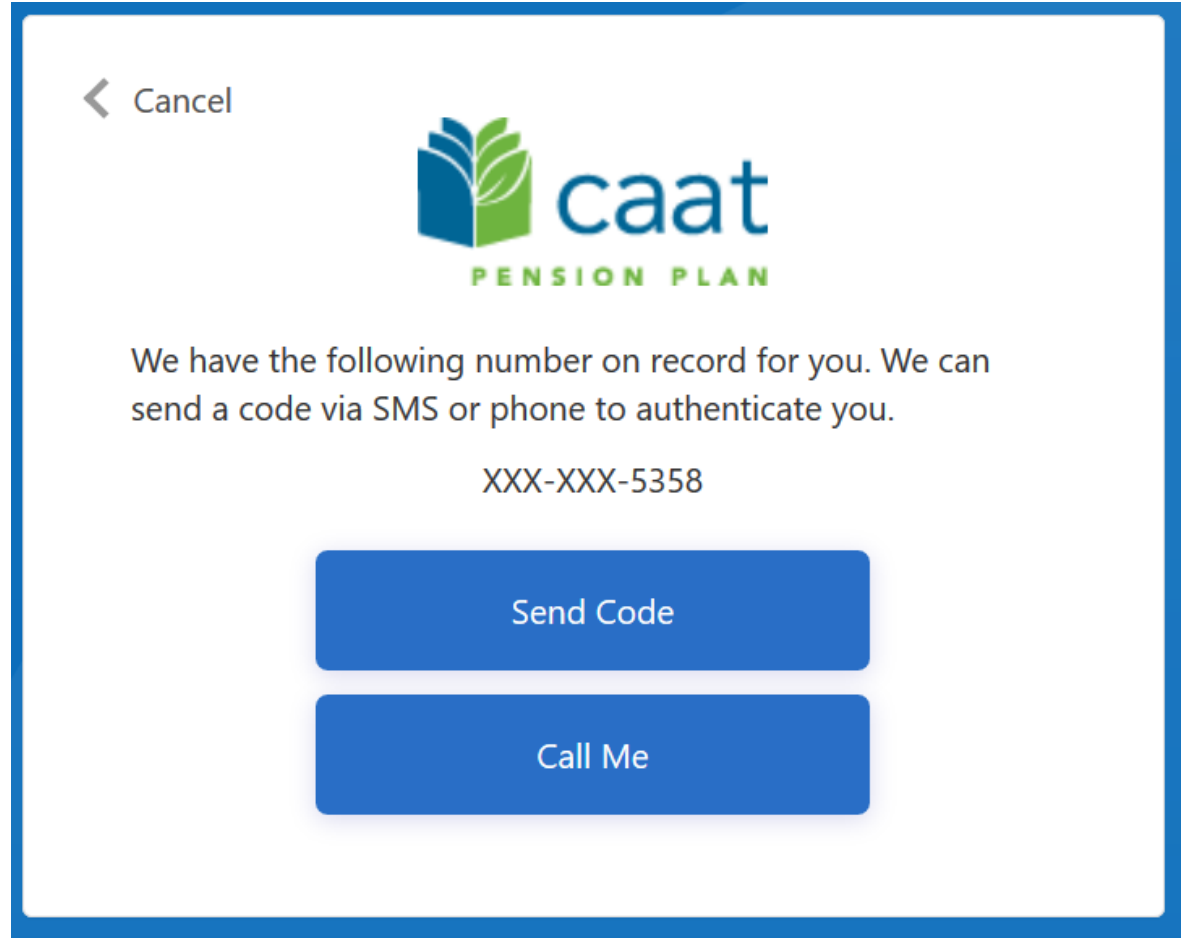 Cancel
caat
PENSION PLAN
We have the following number on record for you. We can
send a code via SMS or phone to authenticate you.
XXX-XXX-5358
Send Code
Call Me